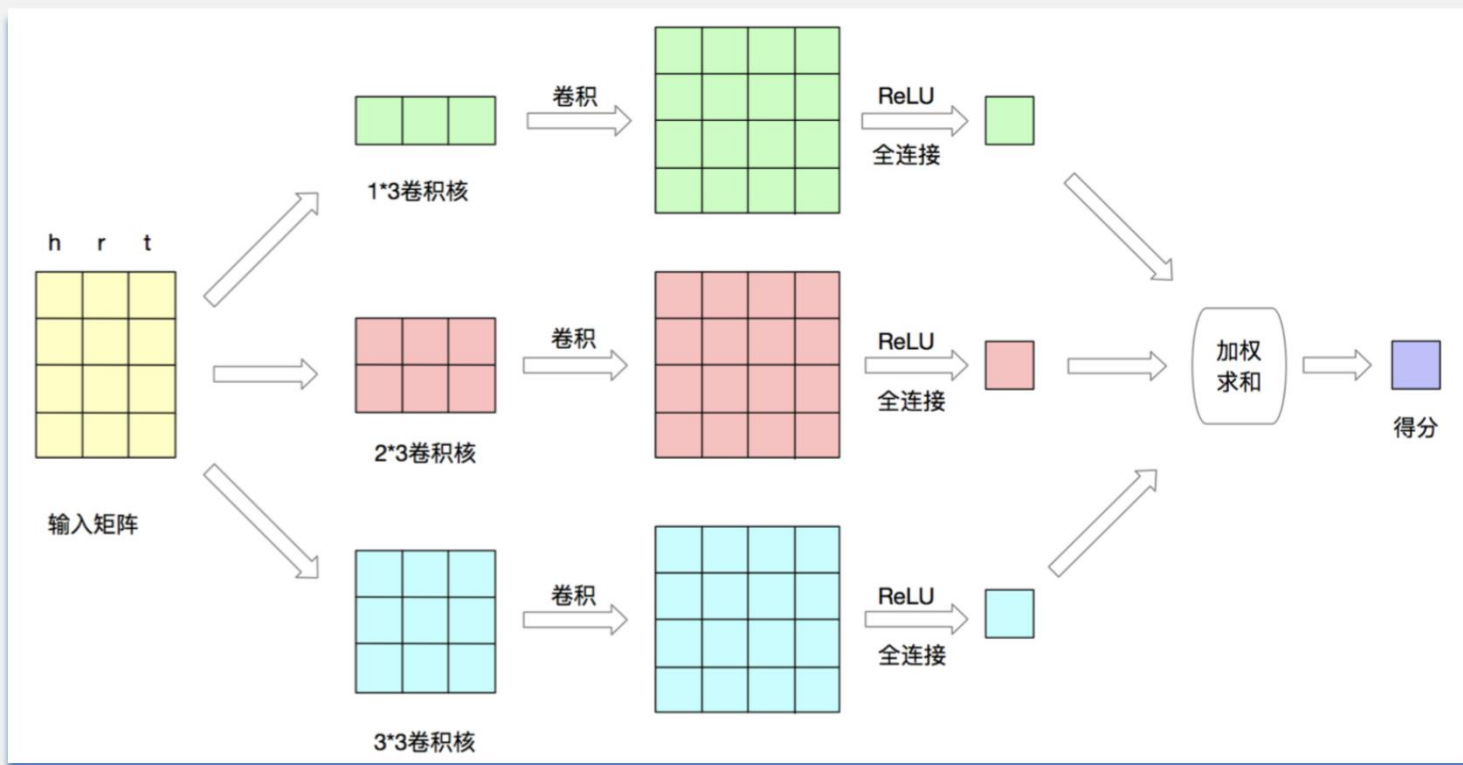 h r t
输入矩阵
1*3卷积核
卷积
ReLU
全连接
2*3卷积核
卷积
ReLU
全连接
3*3卷积核
卷积
ReLU
全连接
加权
求和
得分